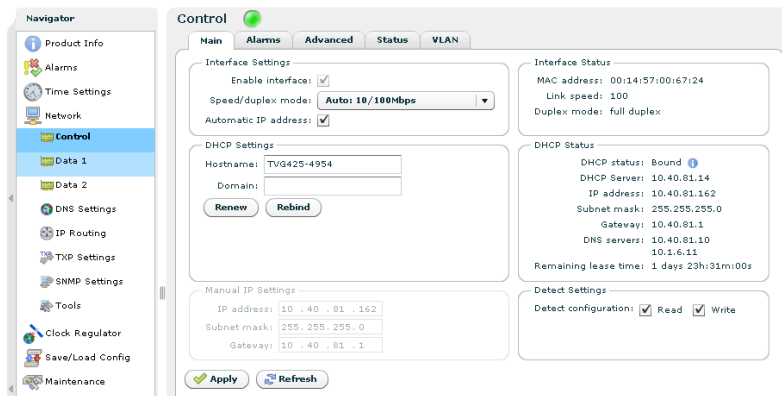 Navigator
Product Info
Alarms
Time Settings
Network
Control
Data 1
Data 2
DNS Settings
IP Routing
TXP Settings
SNMP Settings
Tools
Clock Regulator
Save/Load Config
Maintenance
Control
Main Alarms Advanced Status VLAN
Interface Settings
Enable interface:
Speed/duplex mode: Auto: 10/100Mbps
Automatic IP address:
Interface Status
MAC address: 00:14:57:00:67:24
Link speed: 100
Duplex mode: full duplex
DHCP Settings
Hostname: TVG425-4954
Domain:
Renew Rebind
DHCP Status
DHCP status: Bound
DHCP Server: 10.40.81.14
IP address: 10.40.81.162
Subnet mask: 255.255.255.0
Gateway: 10.40.81.1
DNS servers: 10.40.81.10
10.1.6.11
Remaining lease time: 1 days 23h:31m:00s
Manual IP Settings
IP address: 10 .40 .81 .162
Subnet mask: 255.255.255.0
Gateway: 10 .40 .81 .1
Detect Settings
Detect configuration: Read Write
Apply Refresh